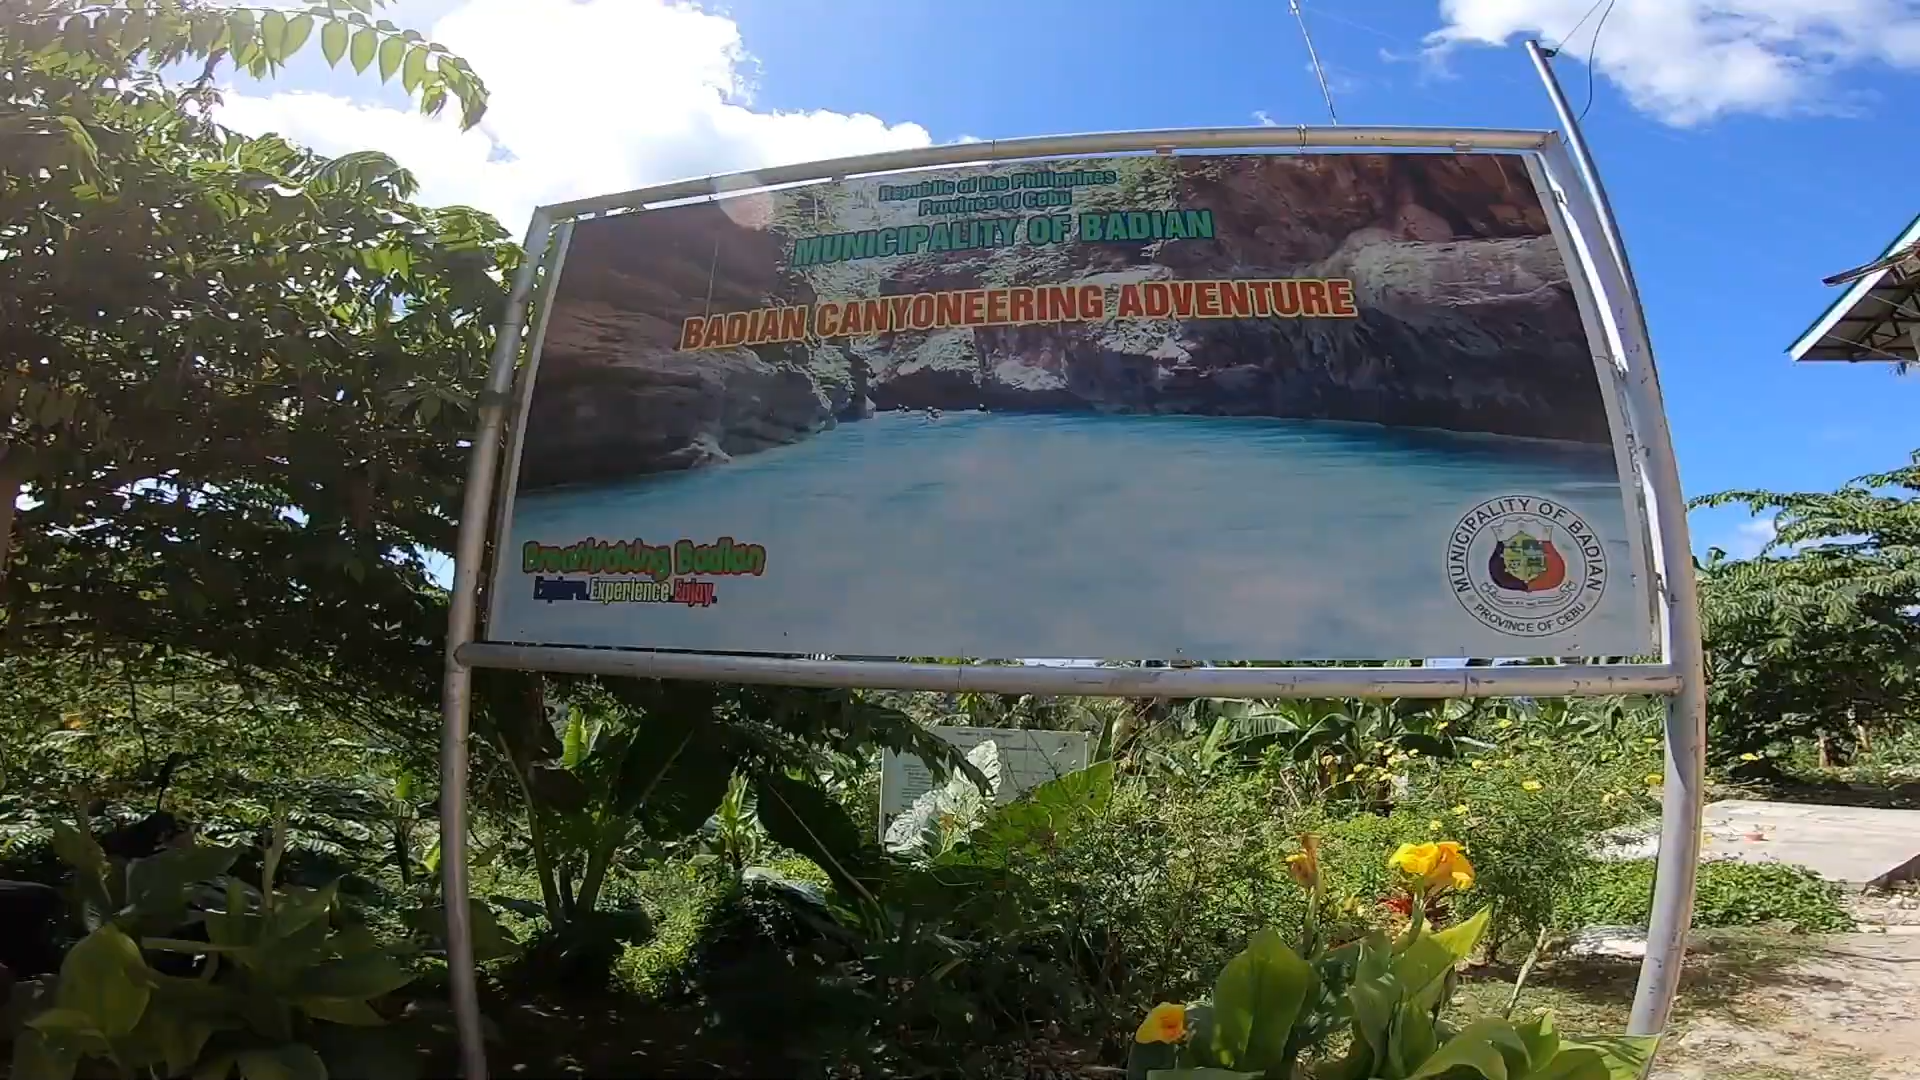 Republic of the Philippines
Province of Cebu
MUNICIPALITY OF BADIAN
BADIAN CANYONEERING ADVENTURE
Breathtaking Badian
Explore. Experience Enjoy.
MUNICIPALITY OF BADIAN
PROVINCE OF CEBU